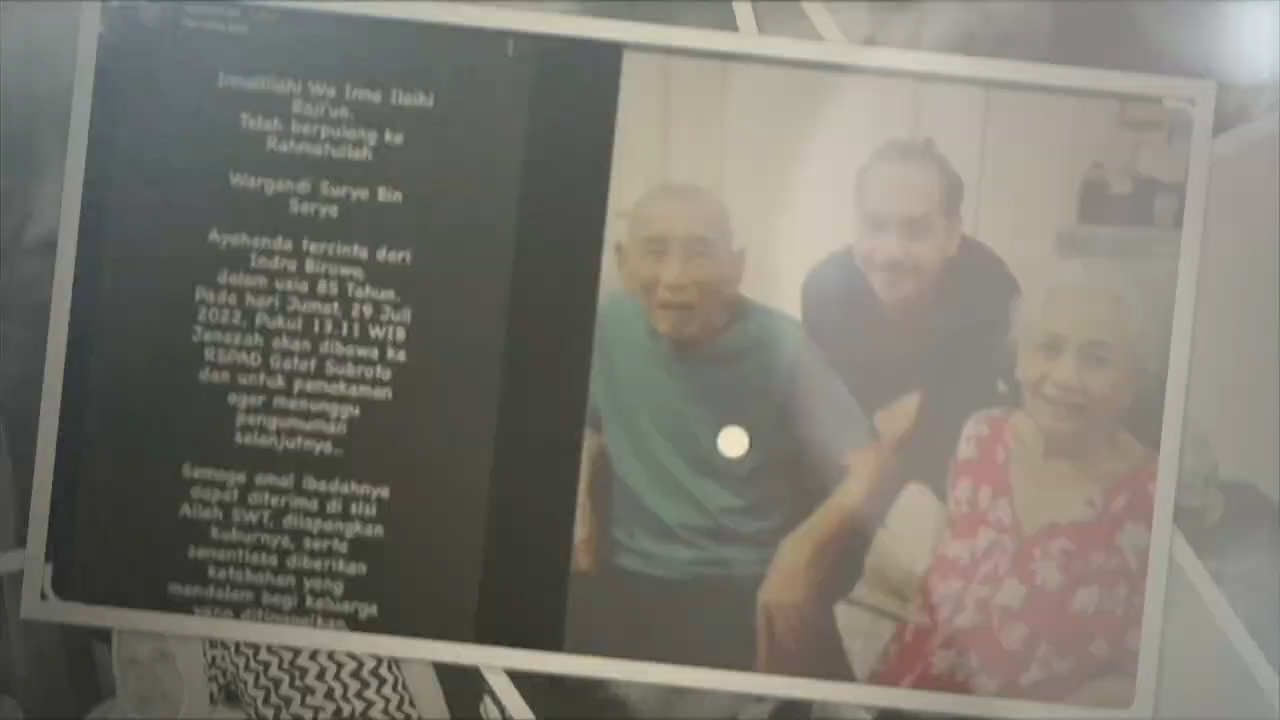 Innalillahi Wa Inna Ilaihi
Raji'un,
Telah berpulang ke
Rahmatullah
Wargandi Surya Bin
Surya
Ayahanda tercinta dari
Indra Birowo,
dalam usia 85 Tahun.
Pada hari Jumat, 29 Juli
2022, Pukul 13.11 WIB
Jenazah akan dibawa ke
RSPAD Gatot Subroto
dan untuk pemakaman
agar menunggu
pengumuman
selanjutnya..
Semoga amal ibadahnya
dapat diterima di sisi
Allah SWT, dilapangkan
kuburnya, serta
senantiasa diberikan
ketabahan yang
mendalam bagi keluarga
yang ditinggalkan